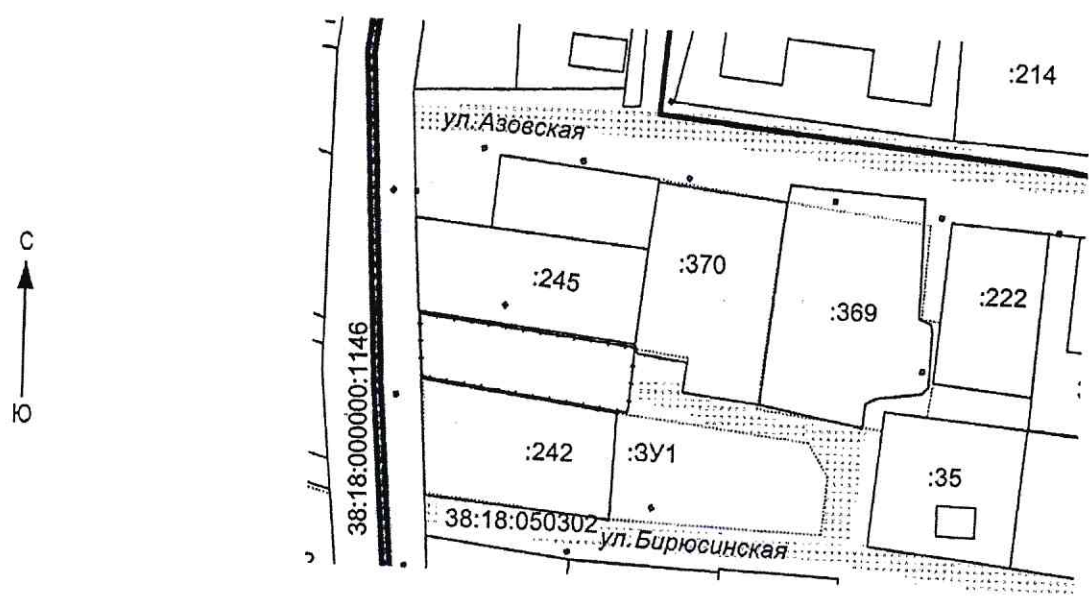 :214
ул. Азовская
С
:370
:245
:222
:369
38:18:000000:1146
Ю
:242
:ЗУ1
:35
38:18:050302
ул. Бирюсинская